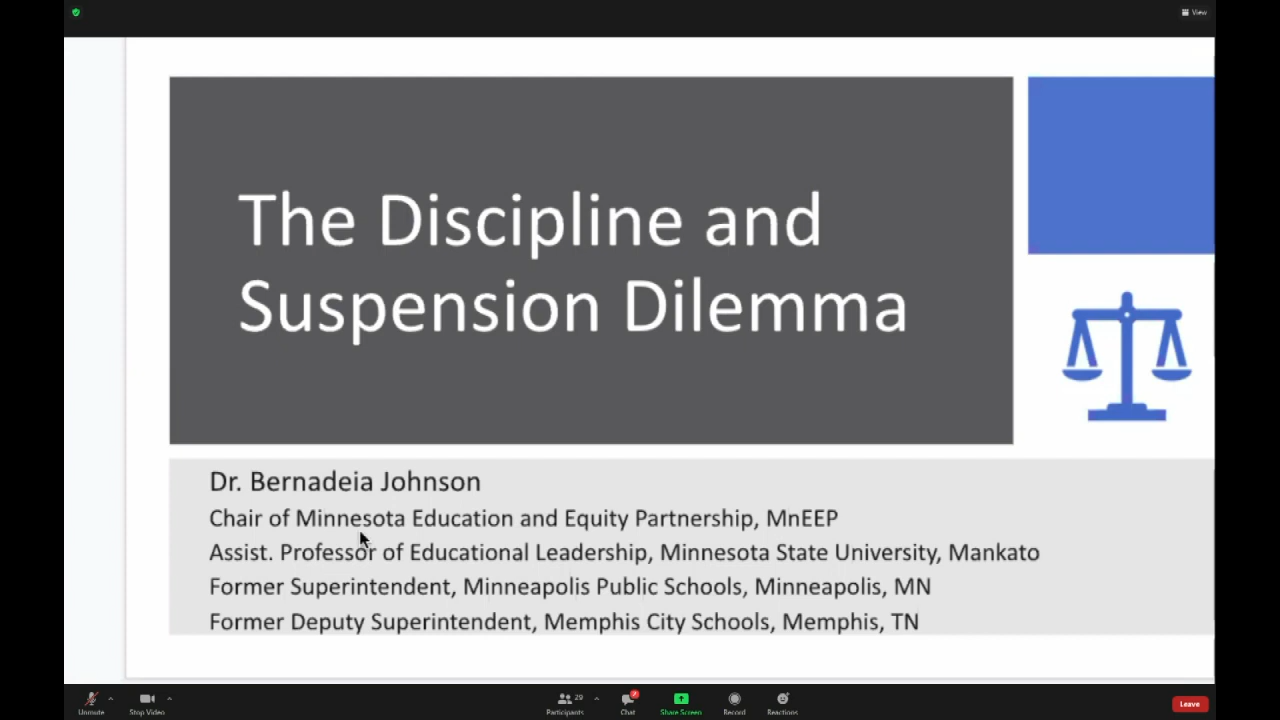 View
The Discipline and
Suspension Dilemma
Dr. Bernadeia Johnson
Chair of Minnesota Education and Equity Partnership, MnEEP
Assist. Professor of Educational Leadership, Minnesota State University, Mankato
Former Superintendent, Minneapolis Public Schools, Minneapolis, MN
Former Deputy Superintendent, Memphis City Schools, Memphis, TN
Unmute
Stop Video
29
Participants
2
Chat
Share Screen
Record
Reactions
Leave